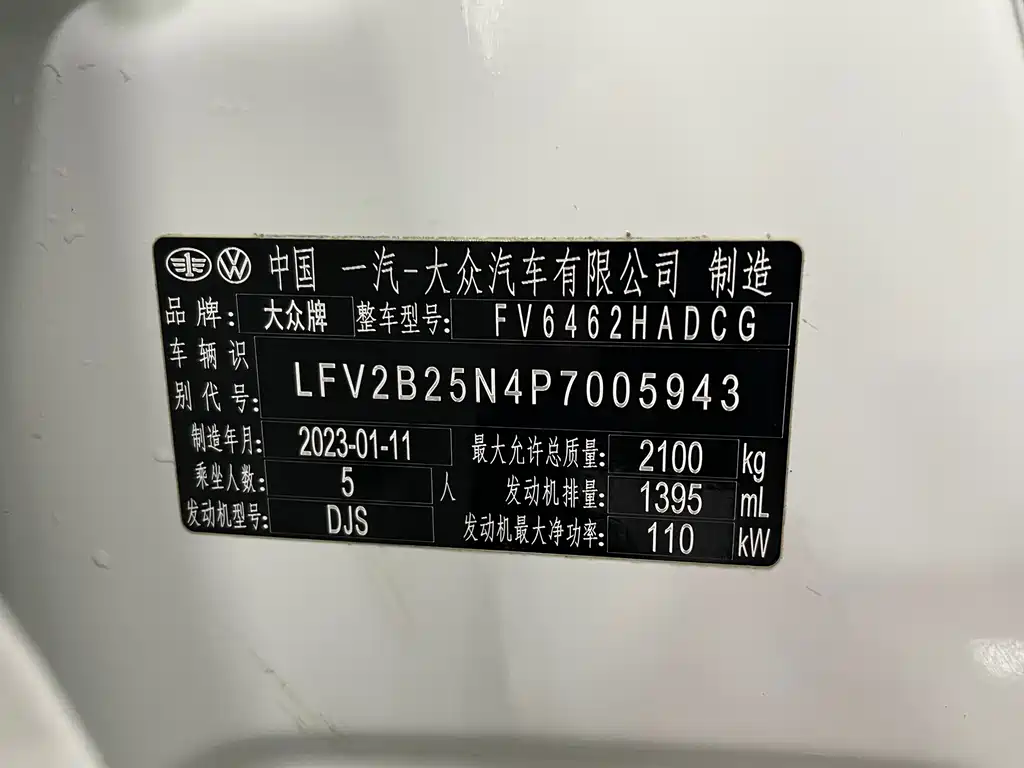 中国 一汽-大众汽车有限公司 制造
品牌: 大众牌 整车型号: FV6462HADCG
车辆识别代号: LFV2B25N4P7005943
制造年月: 2023-01-11 最大允许总质量: 2100 kg
乘坐人数: 5 人 发动机排量: 1395 mL
发动机型号: DJS 发动机最大净功率: 110 kW